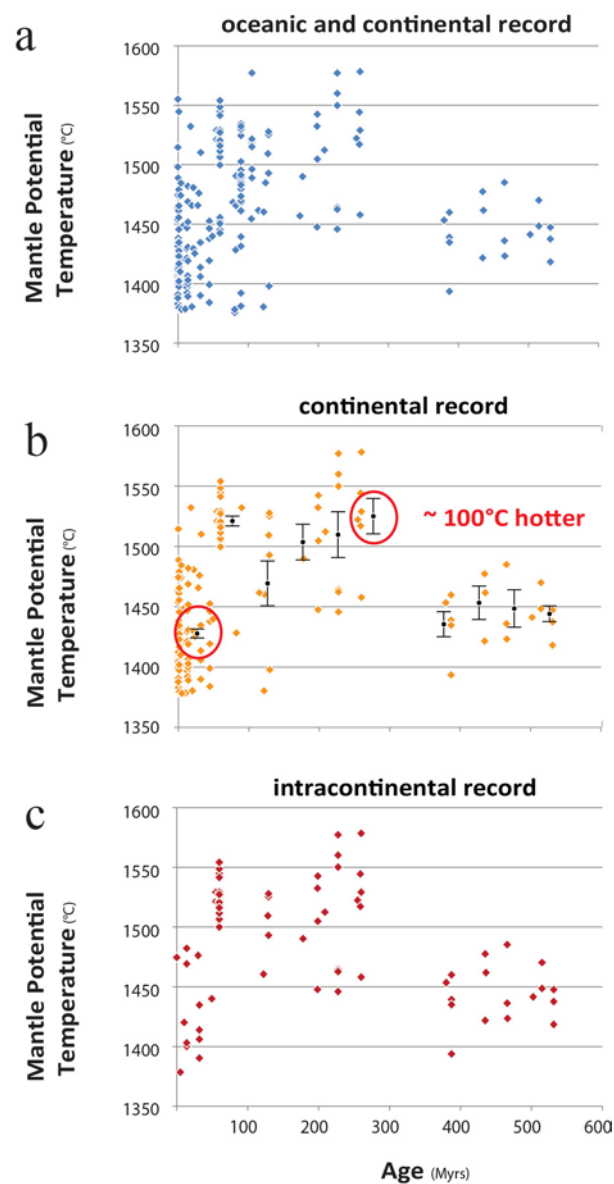 a
oceanic and continental record
1600
1550
1500
1450
1400
1350
Mantle Potential
Temperature (°C)
b
continental record
1600
1550
1500
1450
1400
1350
Mantle Potential
Temperature (°C)
~ 100°C hotter
c
intracontinental record
1600
1550
1500
1450
1400
1350
Mantle Potential
Temperature (°C)
100 200 300 400 500 600
Age (Myrs)